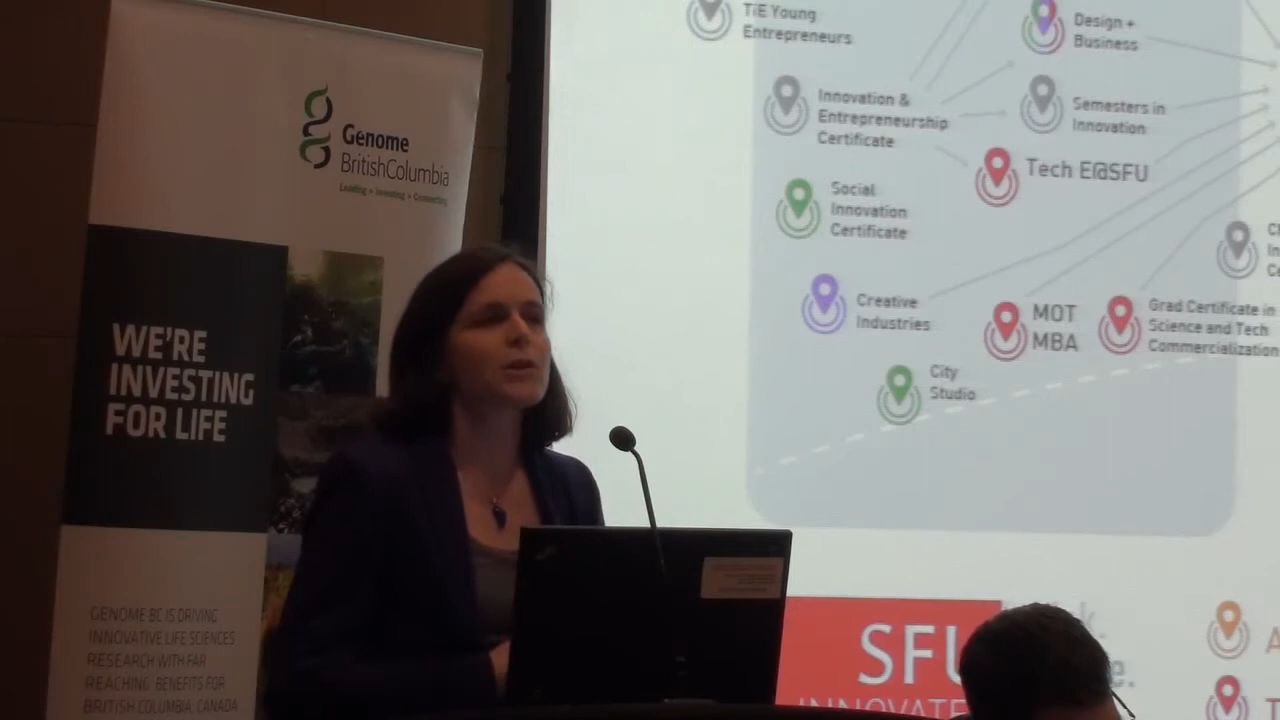 Genome
BritishColumbia
Leading • Investing • Connecting
WE'RE
INVESTING
FOR LIFE
GENOME BC IS DRIVING
INNOVATIVE LIFE SCIENCES
RESEARCH WITH FAR
REACHING BENEFITS FOR
BRITISH COLUMBIA, CANADA
TiE Young
Entrepreneurs
Design +
Business
Innovation &
Entrepreneurship
Certificate
Semesters in
Innovation
Tech E@SFU
Social
Innovation
Certificate
Creative
Industries
MOT
MBA
Grad Certificate in
Science and Tech
Commercialization
City
Studio
SFU
INNOVATE